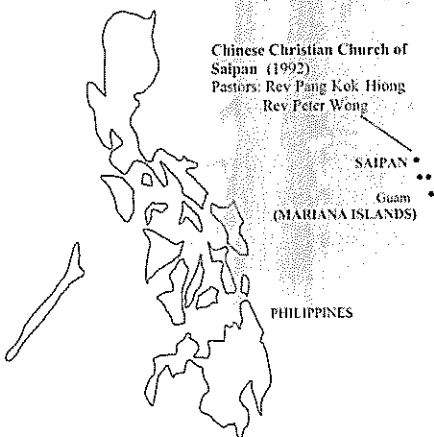 Chinese Christian Church of
Saipan (1992)
Pastors: Rev Pang Kok Hiong
Rev Peter Wong
SAIPAN
Guam
(MARIANA ISLANDS)
PHILIPPINES